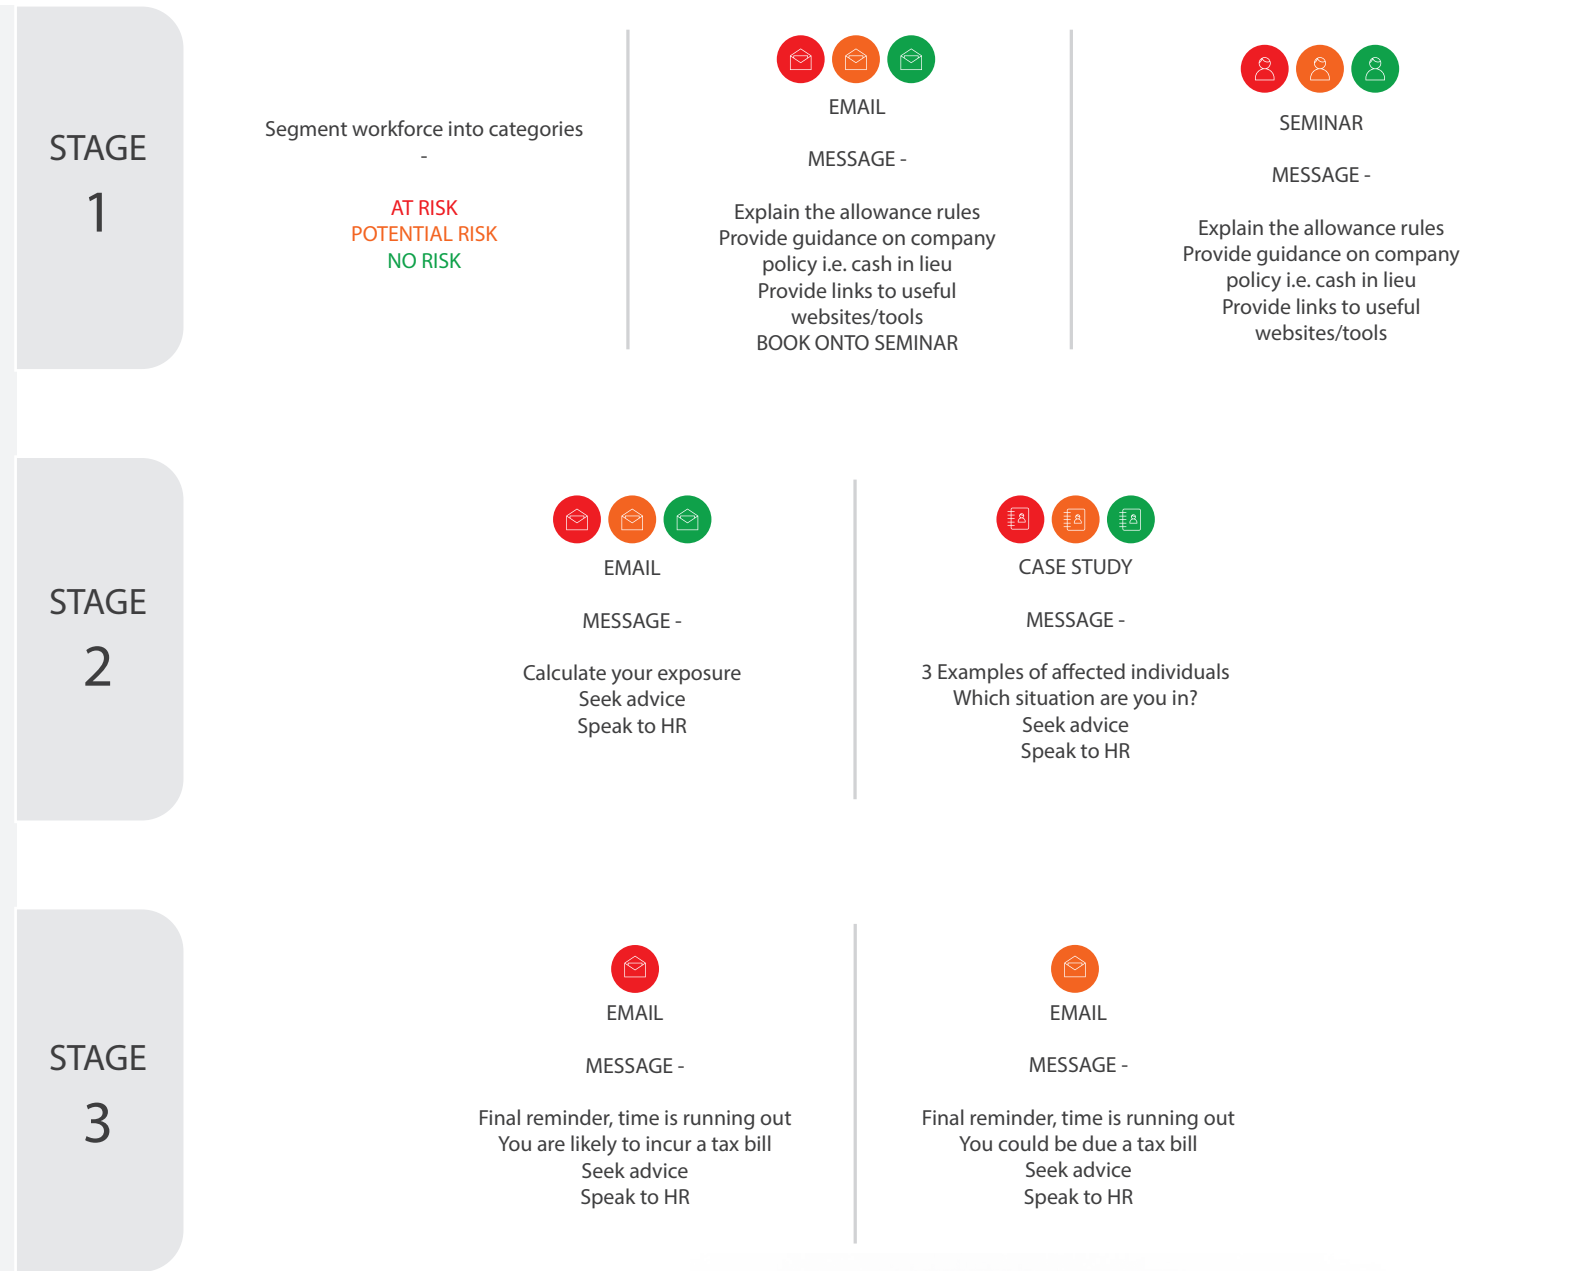 STAGE
1
Segment workforce into categories
-
AT RISK
POTENTIAL RISK
NO RISK
EMAIL
MESSAGE -
Explain the allowance rules
Provide guidance on company
policy i.e. cash in lieu
Provide links to useful
websites/tools
BOOK ONTO SEMINAR
SEMINAR
MESSAGE -
Explain the allowance rules
Provide guidance on company
policy i.e. cash in lieu
Provide links to useful
websites/tools
STAGE
2
EMAIL
MESSAGE -
Calculate your exposure
Seek advice
Speak to HR
CASE STUDY
MESSAGE -
3 Examples of affected individuals
Which situation are you in?
Seek advice
Speak to HR
STAGE
3
EMAIL
MESSAGE -
Final reminder, time is running out
You are likely to incur a tax bill
Seek advice
Speak to HR
EMAIL
MESSAGE -
Final reminder, time is running out
You could be due a tax bill
Seek advice
Speak to HR